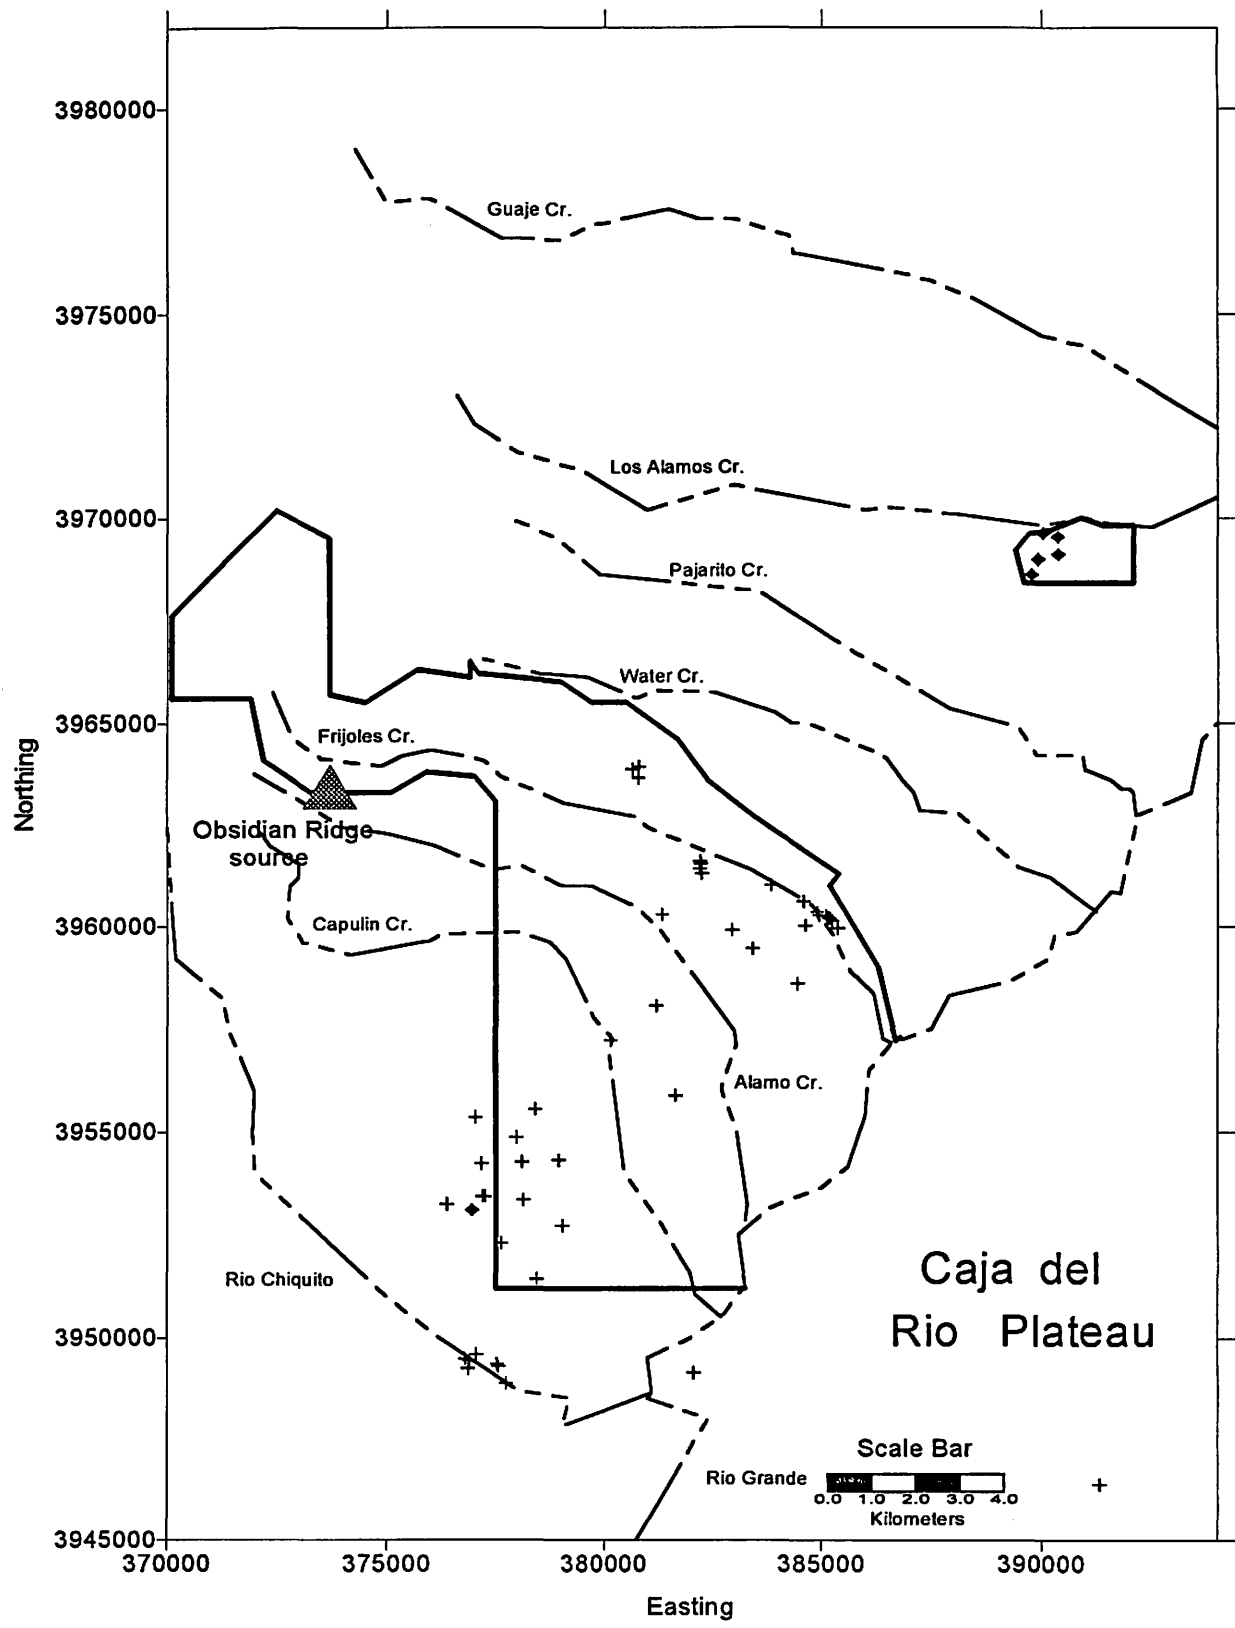 3980000
Guaje Cr.
3975000
Los Alamos Cr.
3970000
Pajarito Cr.
Water Cr.
3965000
Frijoles Cr.
Northing
Obsidian Ridge
source
3960000
Capulin Cr.
Alamo Cr.
3955000
Caja del
Rio Plateau
Rio Chiquito
3950000
Scale Bar
Rio Grande
0.0 1.0 2.0 3.0 4.0
Kilometers
3945000
370000 375000 380000 385000 390000
Easting